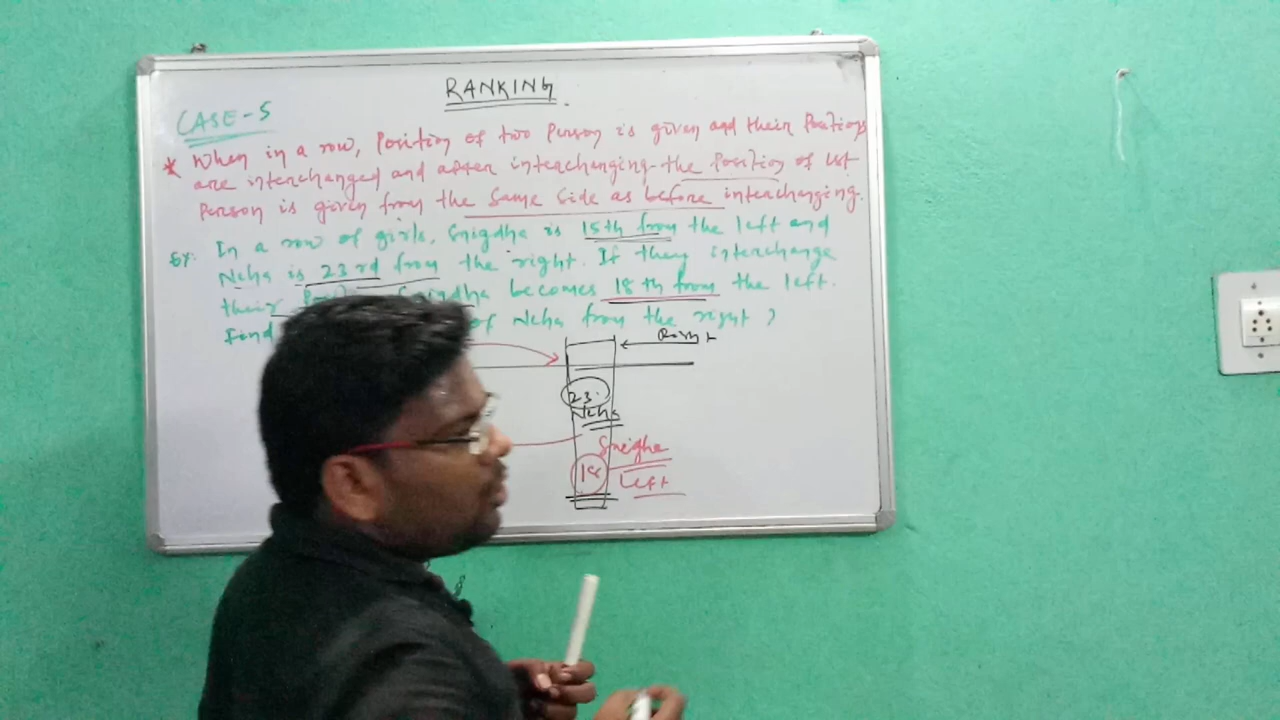 RANKING
CASE-5
* When in a row, Position of two Person is given and their Positions
are interchanged and after interchanging the Position of 1st
Person is given from the same side as before interchanging.
Ex: In a row of girls, Snigdha is 15th from the left and
Neha is 23rd from the right. If they interchange
their becomes 18th from the left.
Find of Neha from the right ?
Right
23
Neha
Snigha
18 Left